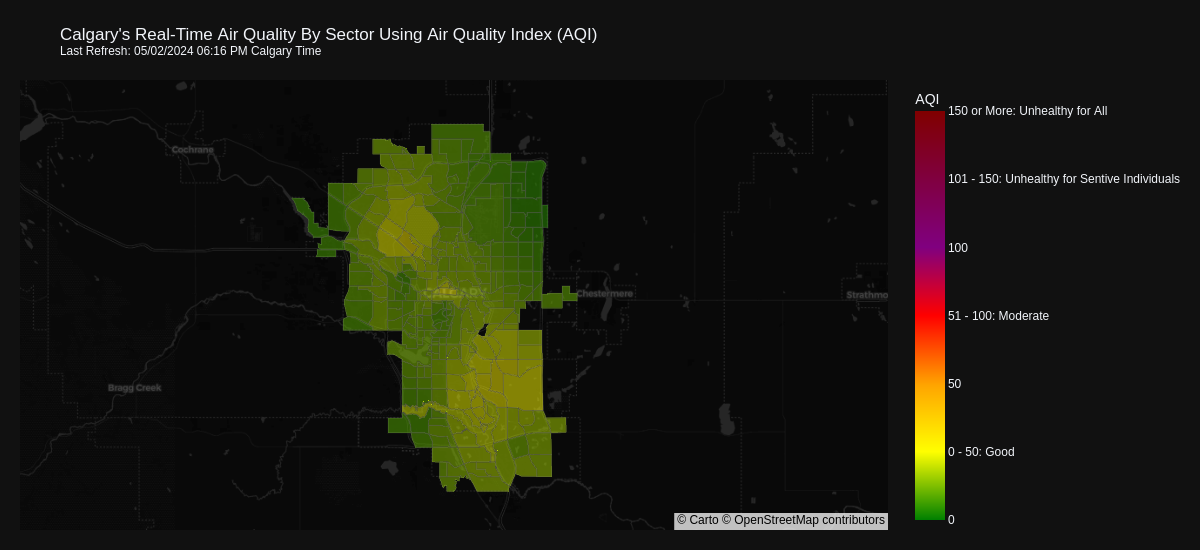 Calgary's Real-Time Air Quality By Sector Using Air Quality Index (AQI)
Last Refresh: 05/02/2024 06:16 PM Calgary Time
AQI
150 or More: Unhealthy for All
101 - 150: Unhealthy for Sentive Individuals
100
51 - 100: Moderate
50
0 - 50: Good
0
Cochrane
CALGARY
Chestermere
Strathmo
Bragg Creek
© Carto © OpenStreetMap contributors